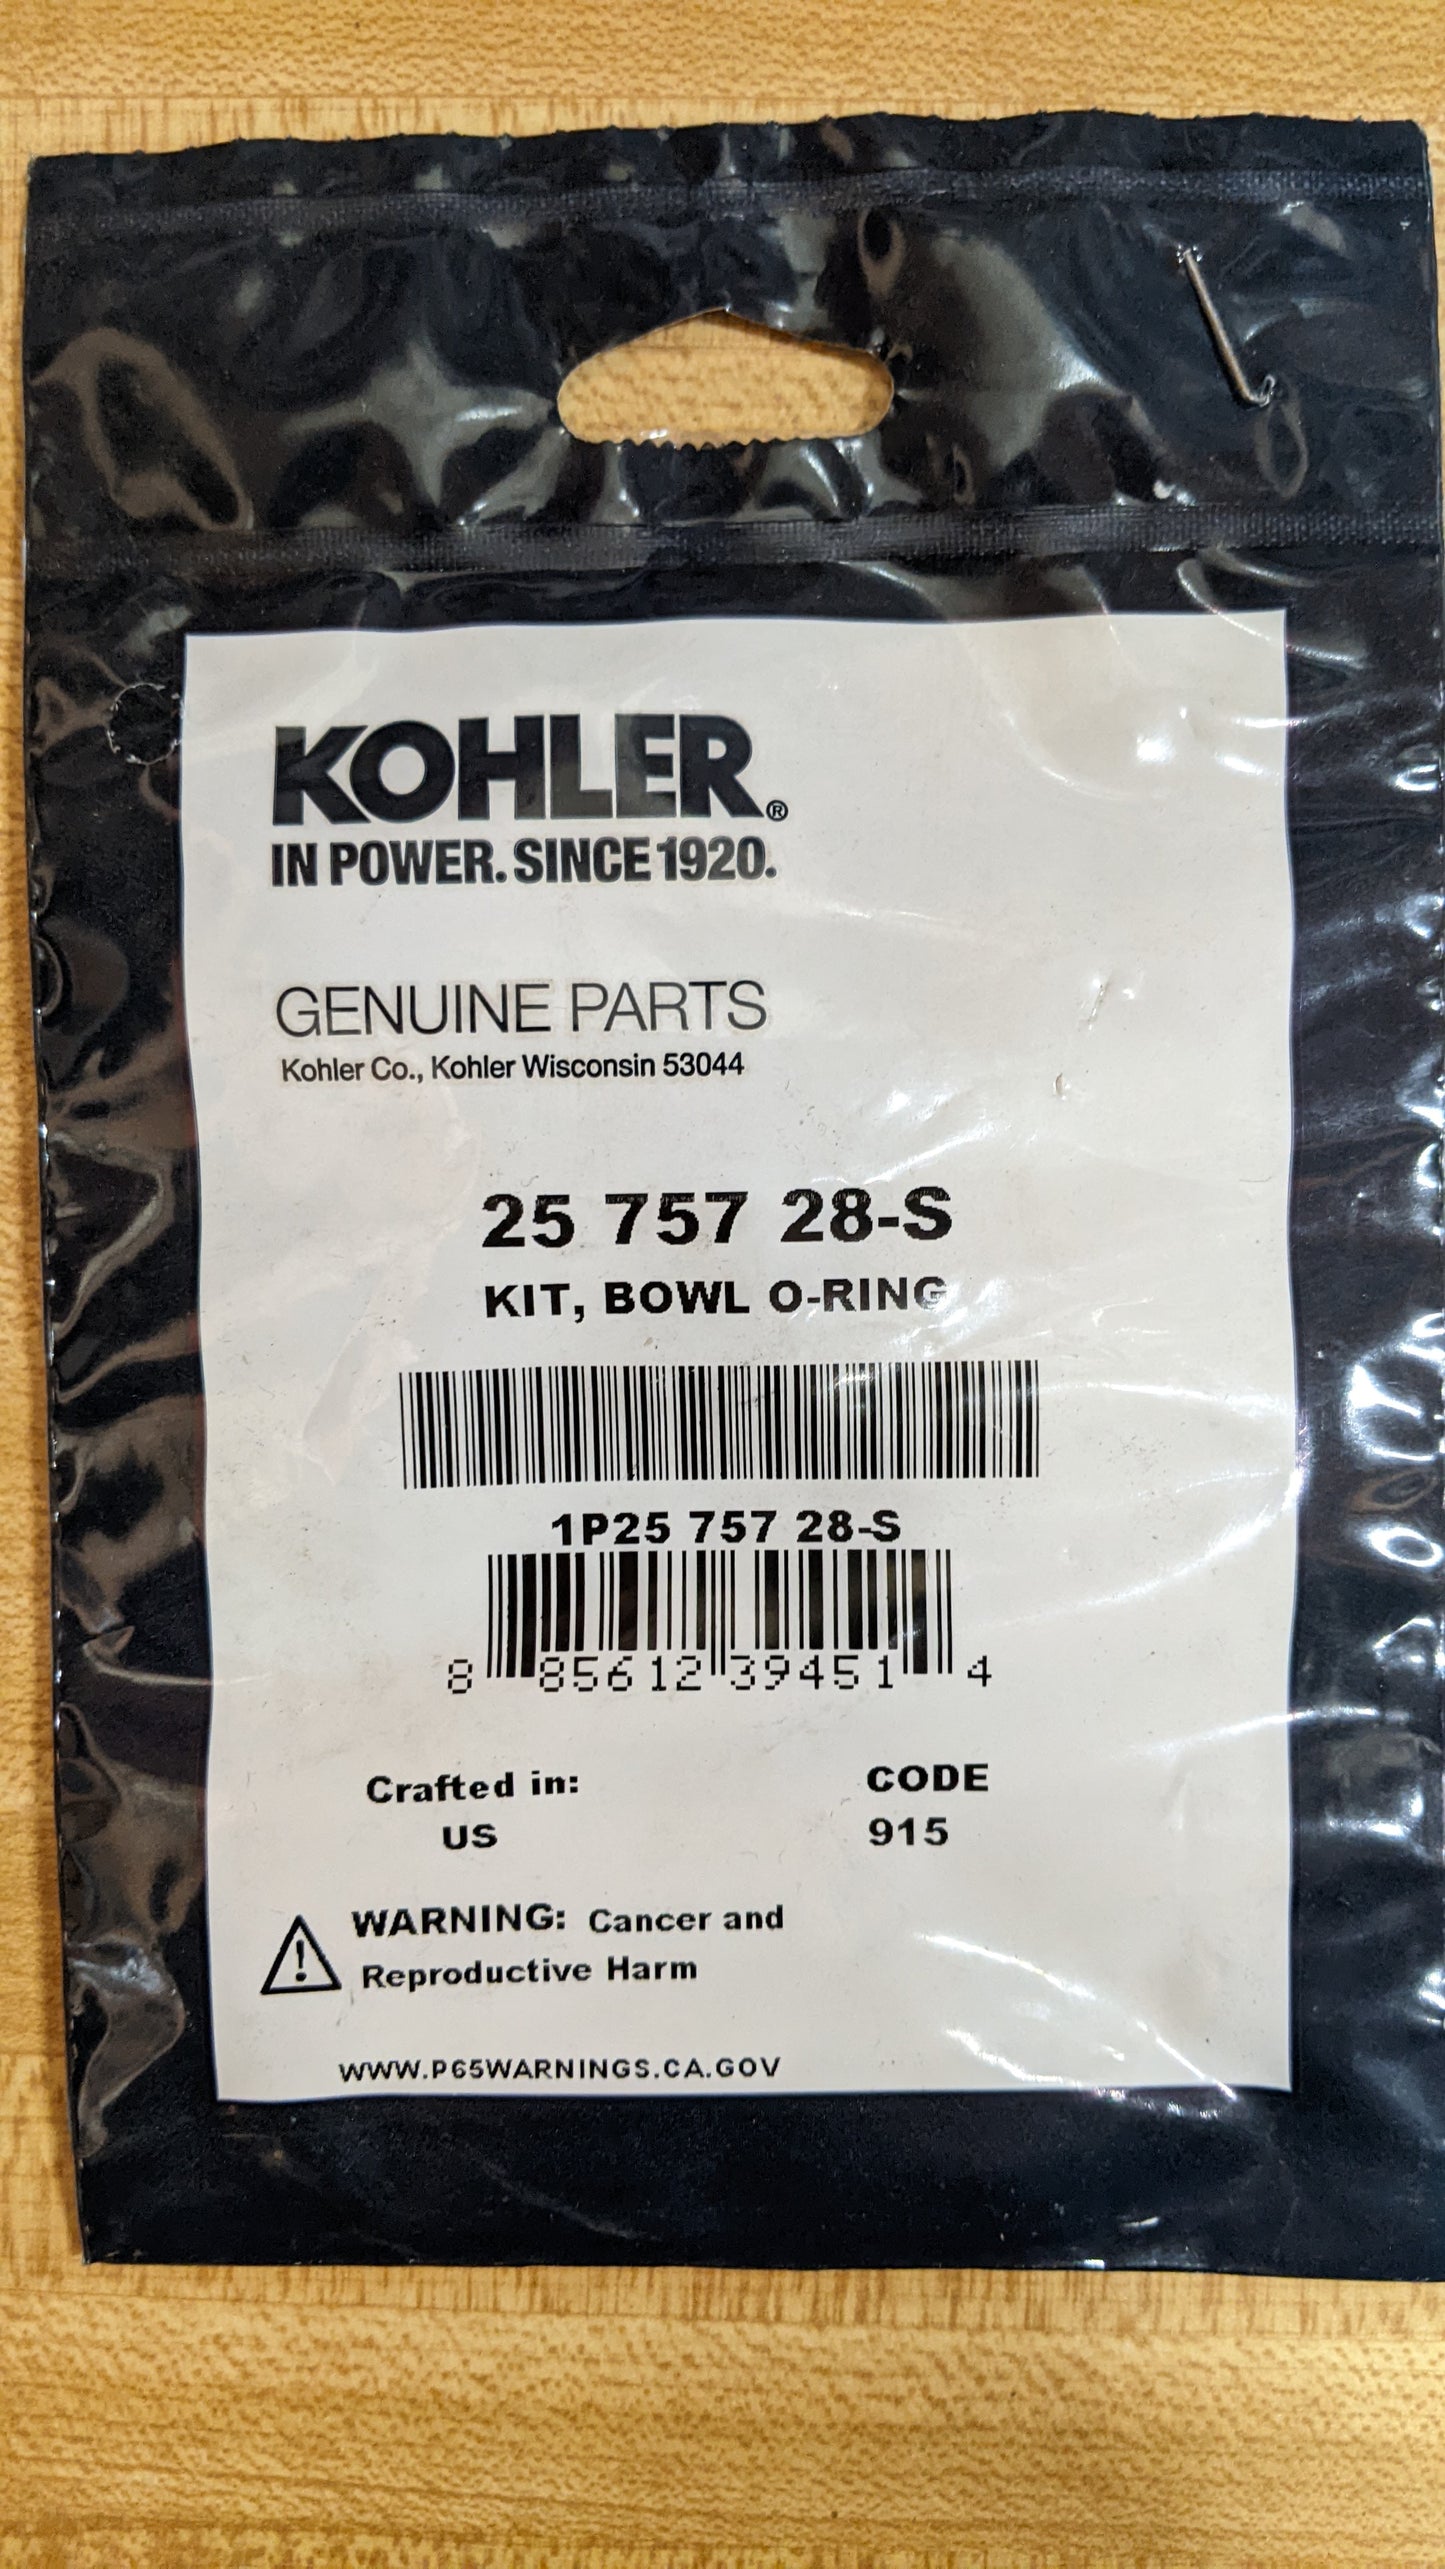 KOHLER®
IN POWER. SINCE 1920.
GENUINE PARTS
Kohler Co., Kohler Wisconsin 53044
25 757 28-S
KIT, BOWL O-RING
1P25 757 28-S
8 85612 39451 4
Crafted in: CODE
US 915
WARNING: Cancer and
Reproductive Harm
WWW.P65WARNINGS.CA.GOV